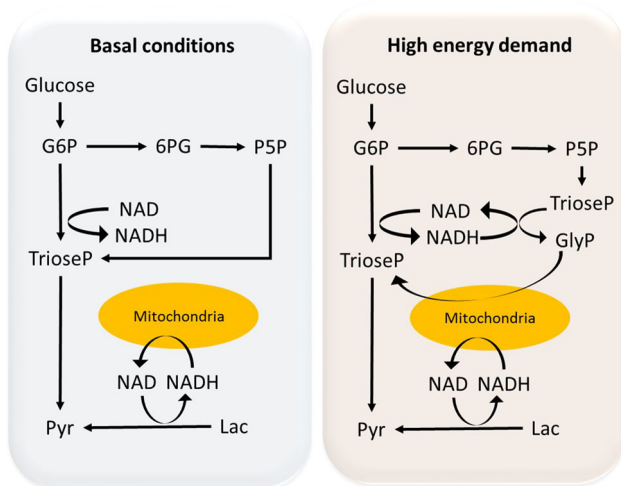 Basal conditions
Glucose
G6P 6PG P5P
NAD
NADH
TrioseP
Mitochondria
NAD NADH
Pyr Lac
High energy demand
Glucose
G6P 6PG P5P
TrioseP
NAD
NADH GlyP
TrioseP
Mitochondria
NAD NADH
Pyr Lac